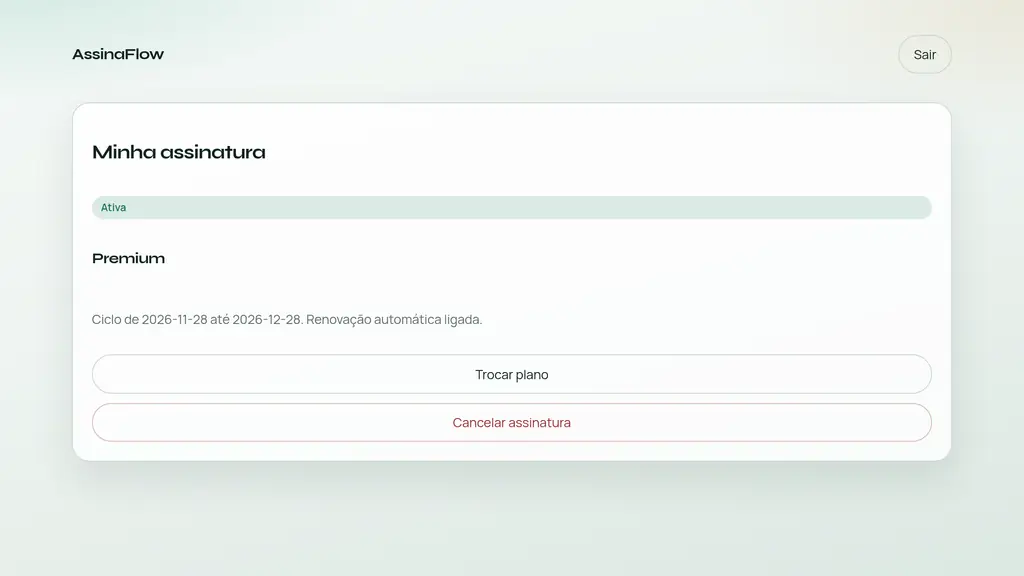 AssinaFlow
Sair
Minha assinatura
Ativa
Premium
Ciclo de 2026-11-28 até 2026-12-28. Renovação automática ligada.
Trocar plano
Cancelar assinatura